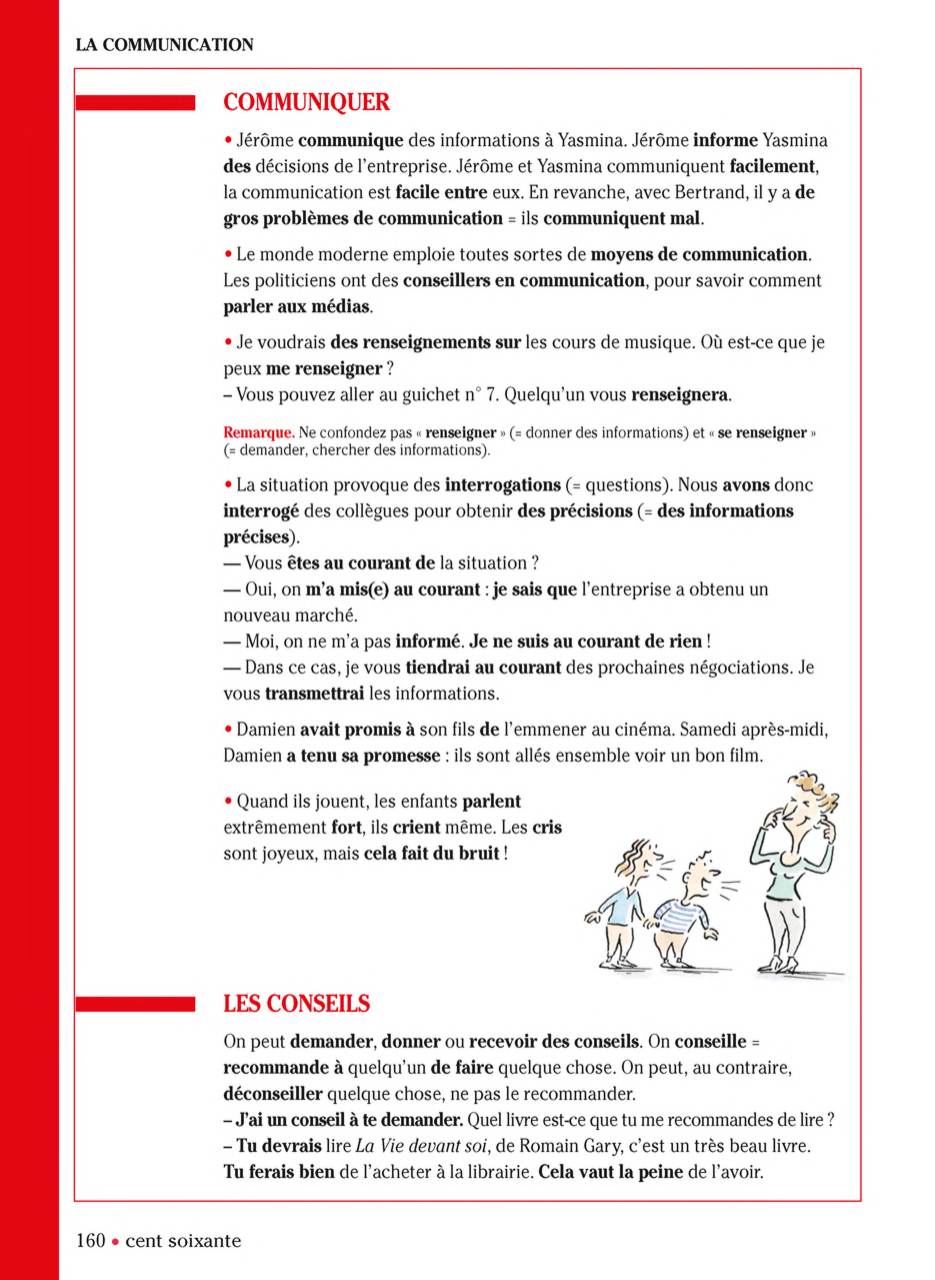 LA COMMUNICATION
COMMUNIQUER
• Jérôme communique des informations à Yasmina. Jérôme informe Yasmina
des décisions de l'entreprise. Jérôme et Yasmina communiquent facilement,
la communication est facile entre eux. En revanche, avec Bertrand, il y a de
gros problèmes de communication = ils communiquent mal.
• Le monde moderne emploie toutes sortes de moyens de communication.
Les politiciens ont des conseillers en communication, pour savoir comment
parler aux médias.
• Je voudrais des renseignements sur les cours de musique. Où est-ce que je
peux me renseigner ?
– Vous pouvez aller au guichet n° 7. Quelqu'un vous renseignera.
Remarque. Ne confondez pas « renseigner » (= donner des informations) et « se renseigner »
(= demander, chercher des informations).
• La situation provoque des interrogations (= questions). Nous avons donc
interrogé des collègues pour obtenir des précisions (= des informations
précises).
— Vous êtes au courant de la situation ?
— Oui, on m'a mis(e) au courant : je sais que l'entreprise a obtenu un
nouveau marché.
— Moi, on ne m'a pas informé. Je ne suis au courant de rien !
— Dans ce cas, je vous tiendrai au courant des prochaines négociations. Je
vous transmettrai les informations.
• Damien avait promis à son fils de l'emmener au cinéma. Samedi après-midi,
Damien a tenu sa promesse : ils sont allés ensemble voir un bon film.
• Quand ils jouent, les enfants parlent
extrêmement fort, ils crient même. Les cris
sont joyeux, mais cela fait du bruit !
LES CONSEILS
On peut demander, donner ou recevoir des conseils. On conseille =
recommande à quelqu'un de faire quelque chose. On peut, au contraire,
déconseiller quelque chose, ne pas le recommander.
– J'ai un conseil à te demander. Quel livre est-ce que tu me recommandes de lire ?
– Tu devrais lire La Vie devant soi, de Romain Gary, c'est un très beau livre.
Tu ferais bien de l'acheter à la librairie. Cela vaut la peine de l'avoir.
160 • cent soixante